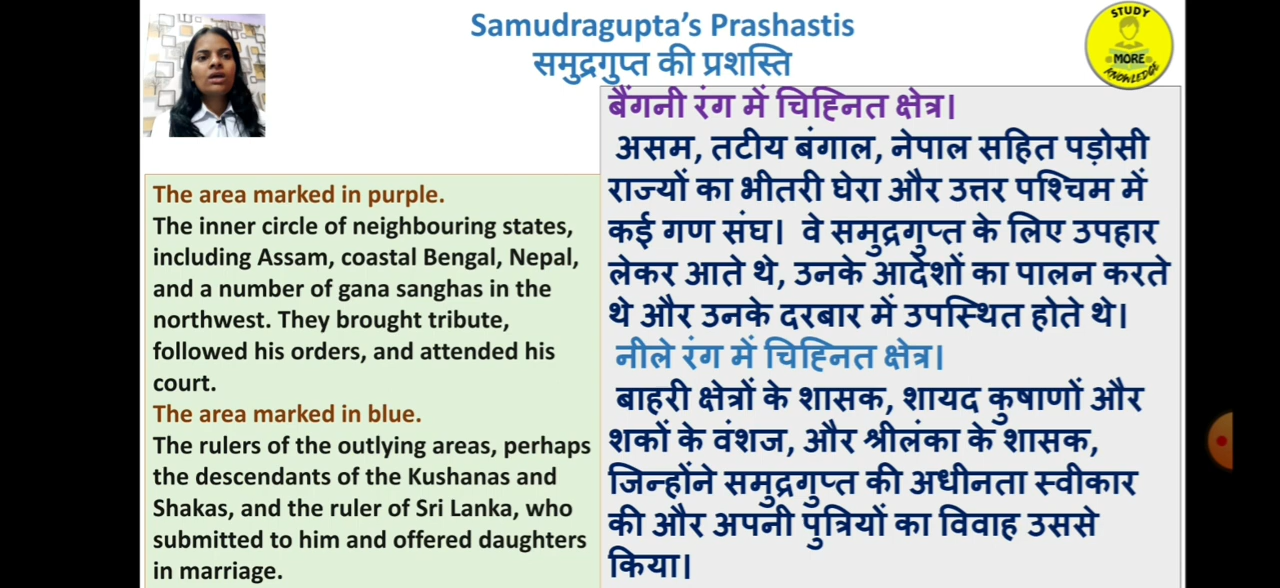 Samudragupta's Prashastis
समुद्रगुप्त की प्रशस्ति
STUDY
MORE
KNOWLEDGE
The area marked in purple.
The inner circle of neighbouring states,
including Assam, coastal Bengal, Nepal,
and a number of gana sanghas in the
northwest. They brought tribute,
followed his orders, and attended his
court.
The area marked in blue.
The rulers of the outlying areas, perhaps
the descendants of the Kushanas and
Shakas, and the ruler of Sri Lanka, who
submitted to him and offered daughters
in marriage.
बैंगनी रंग में चिह्नित क्षेत्र।
असम, तटीय बंगाल, नेपाल सहित पड़ोसी
राज्यों का भीतरी घेरा और उत्तर पश्चिम में
कई गण संघ। वे समुद्रगुप्त के लिए उपहार
लेकर आते थे, उनके आदेशों का पालन करते
थे और उनके दरबार में उपस्थित होते थे।
नीले रंग में चिह्नित क्षेत्र।
बाहरी क्षेत्रों के शासक, शायद कुषाणों और
शकों के वंशज, और श्रीलंका के शासक,
जिन्होंने समुद्रगुप्त की अधीनता स्वीकार
की और अपनी पुत्रियों का विवाह उससे
किया।